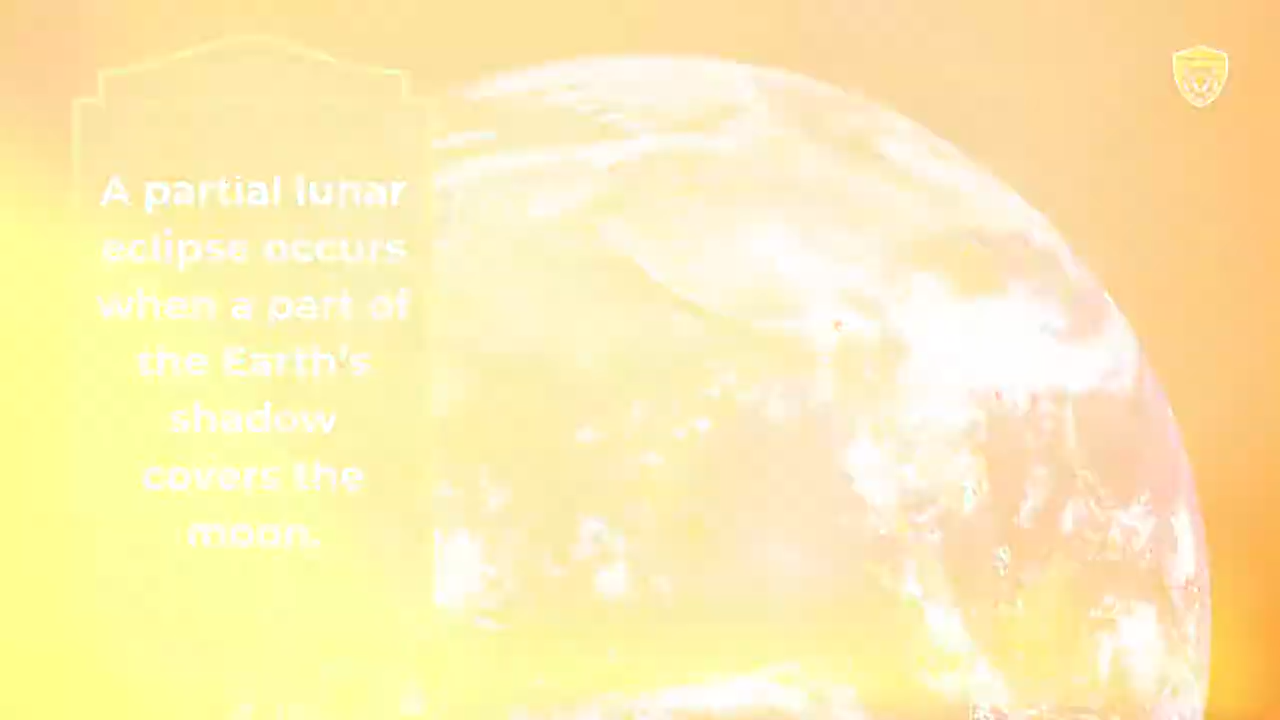 A partial lunar
eclipse occurs
when a part of
the Earth's
shadow
covers the
moon.